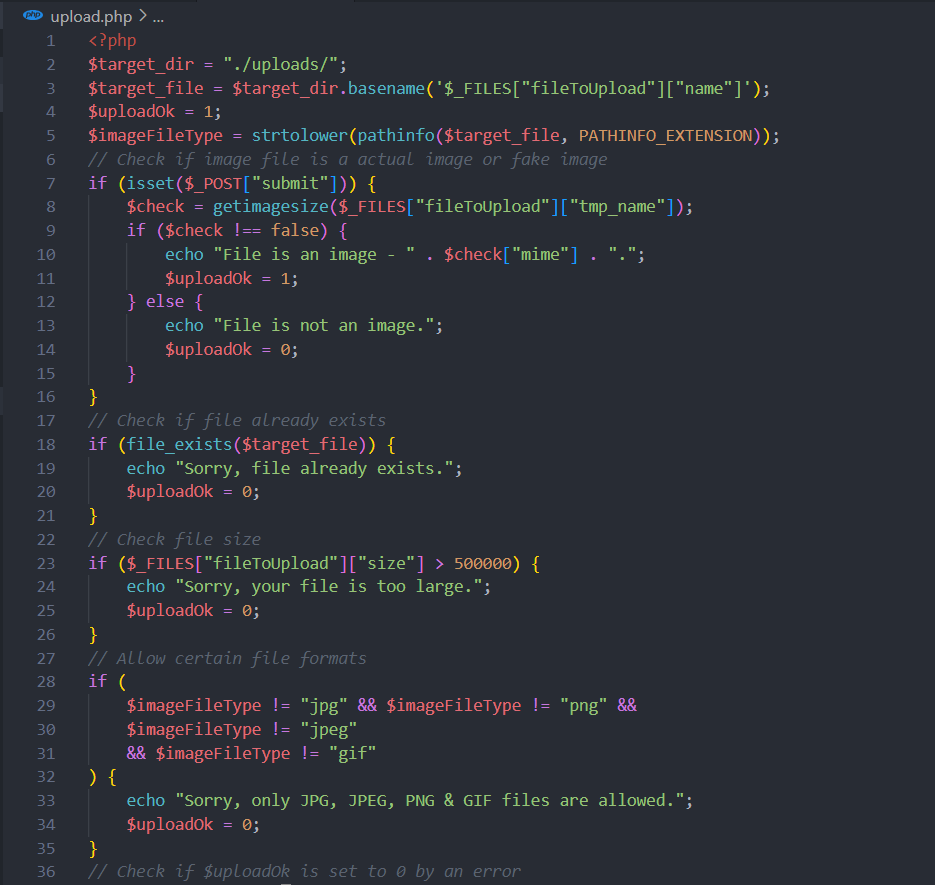 php upload.php > ...
1 <?php
2 $target_dir = "./uploads/";
3 $target_file = $target_dir.basename('$_FILES["fileToUpload"]["name"]');
4 $uploadOk = 1;
5 $imageFileType = strtolower(pathinfo($target_file, PATHINFO_EXTENSION));
6 // Check if image file is a actual image or fake image
7 if (isset($_POST["submit"])) {
8 $check = getimagesize($_FILES["fileToUpload"]["tmp_name"]);
9 if ($check !== false) {
10 echo "File is an image - " . $check["mime"] . ".";
11 $uploadOk = 1;
12 } else {
13 echo "File is not an image.";
14 $uploadOk = 0;
15 }
16 }
17 // Check if file already exists
18 if (file_exists($target_file)) {
19 echo "Sorry, file already exists.";
20 $uploadOk = 0;
21 }
22 // Check file size
23 if ($_FILES["fileToUpload"]["size"] > 500000) {
24 echo "Sorry, your file is too large.";
25 $uploadOk = 0;
26 }
27 // Allow certain file formats
28 if (
29 $imageFileType != "jpg" && $imageFileType != "png" &&
30 $imageFileType != "jpeg"
31 && $imageFileType != "gif"
32 ) {
33 echo "Sorry, only JPG, JPEG, PNG & GIF files are allowed.";
34 $uploadOk = 0;
35 }
36 // Check if $uploadOk is set to 0 by an error